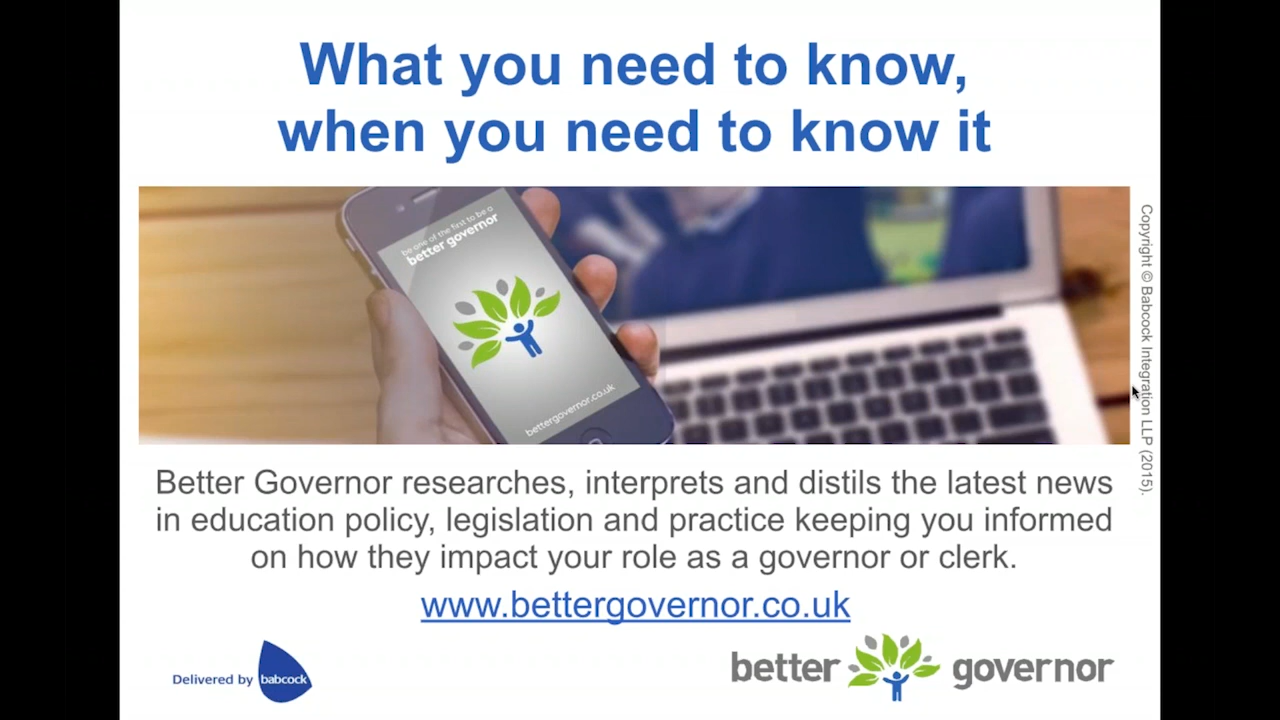 What you need to know,
when you need to know it
be one of the first to be a
better governor
bettergovernor.co.uk
Copyright © Babcock Integration LLP (2015).
Better Governor researches, interprets and distils the latest news
in education policy, legislation and practice keeping you informed
on how they impact your role as a governor or clerk.
www.bettergovernor.co.uk
Delivered by babcock
better governor